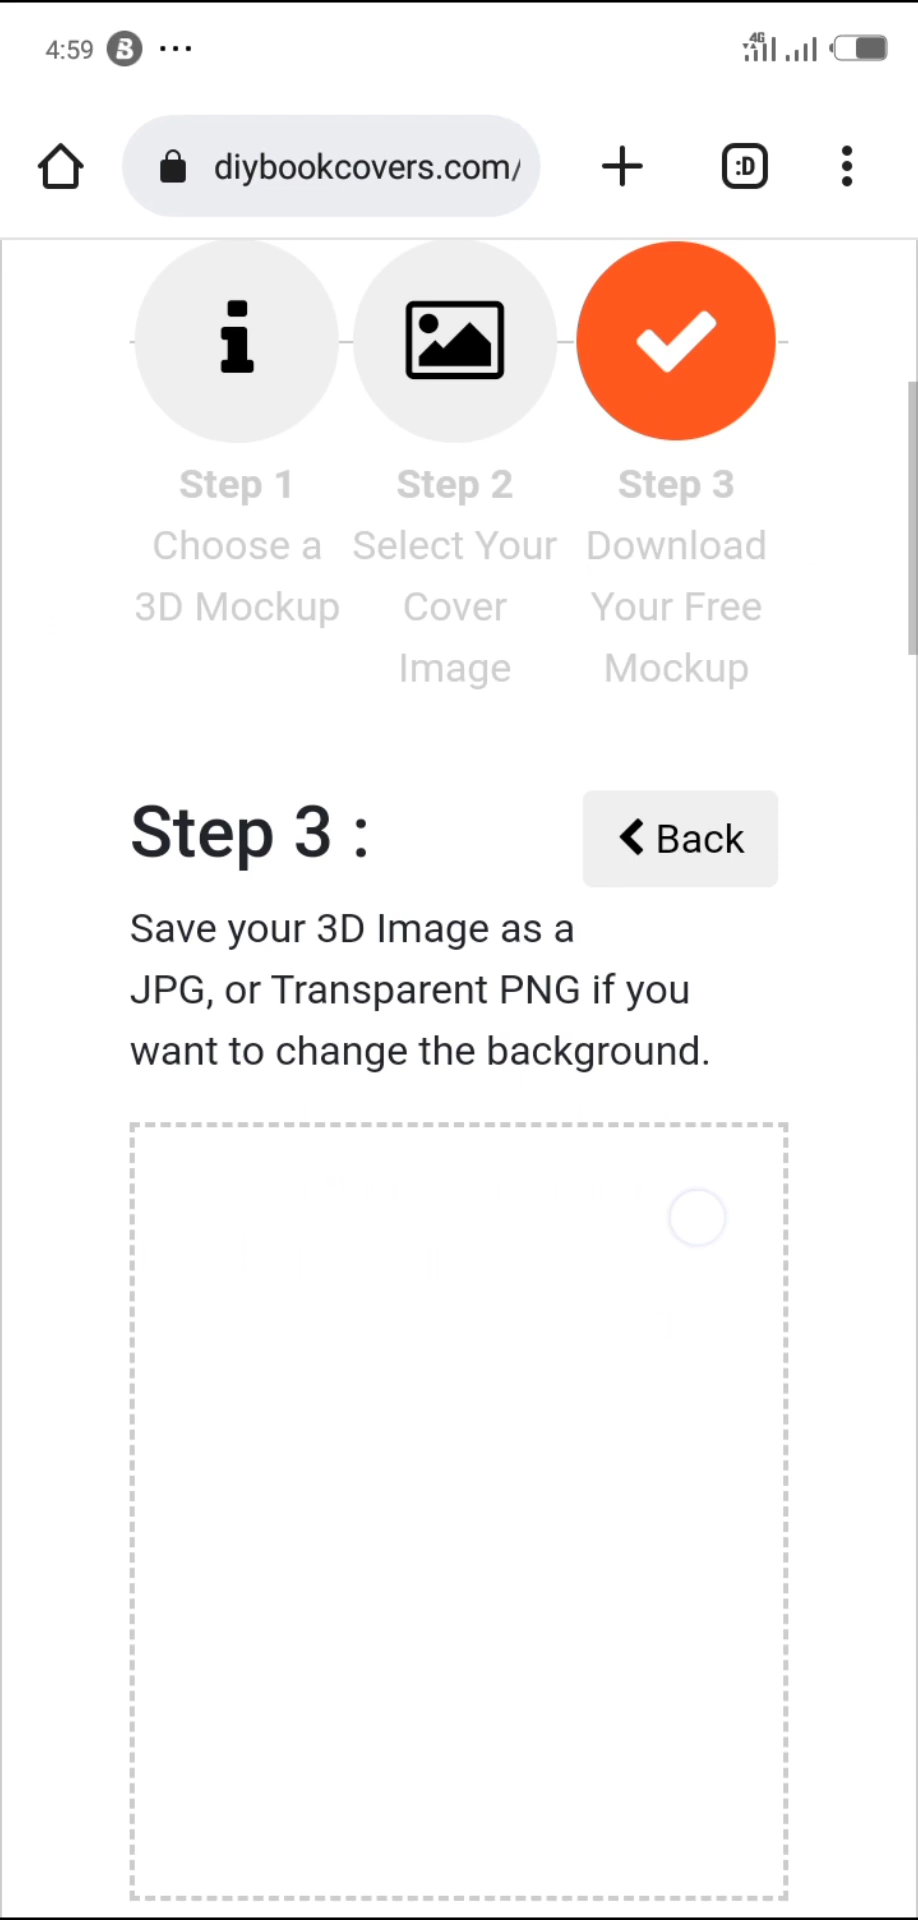 4:59
4G
diybookcovers.com/
:D
Step 1
Choose a
3D Mockup
Step 2
Select Your
Cover
Image
Step 3
Download
Your Free
Mockup
Step 3 :
Back
Save your 3D Image as a
JPG, or Transparent PNG if you
want to change the background.